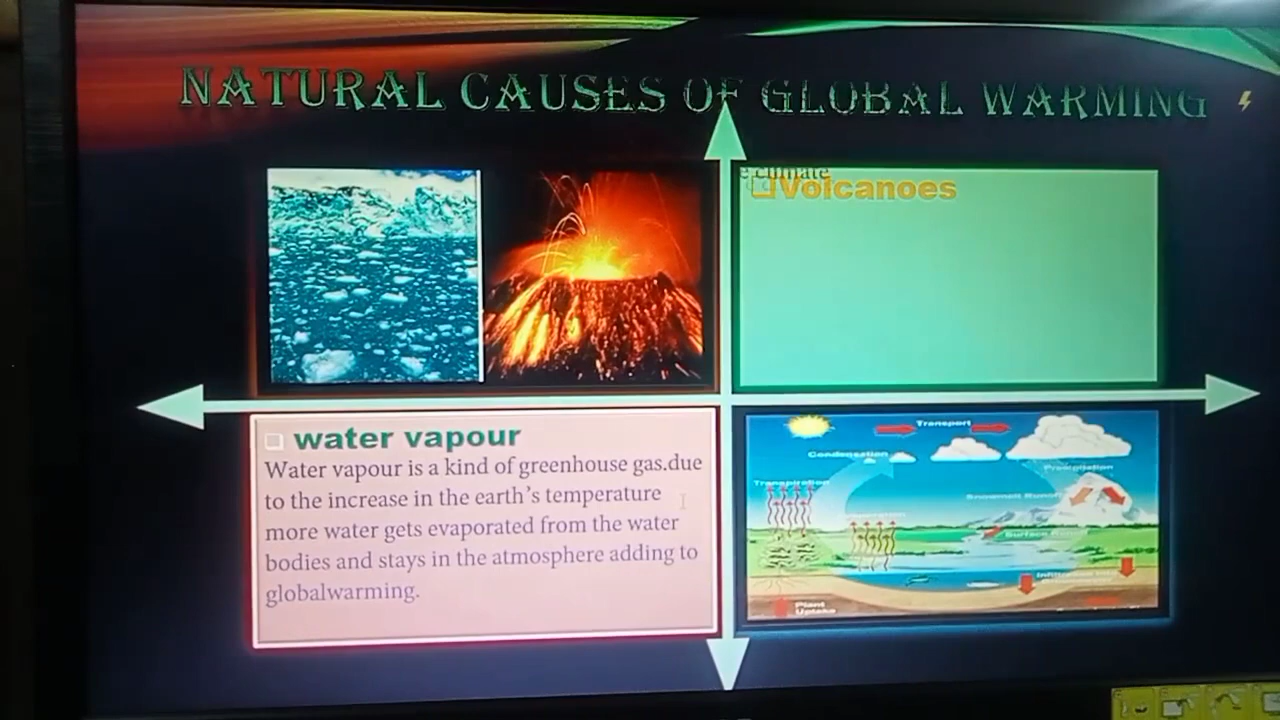 NATURAL CAUSES OF GLOBAL WARMING
e climate
Volcanoes
water vapour
Water vapour is a kind of greenhouse gas.due
to the increase in the earth's temperature
more water gets evaporated from the water
bodies and stays in the atmosphere adding to
globalwarming.
Transport
Condensation
Precipitation
Transpiration
Snowmelt Runoff
Surface
Plant
Uptake